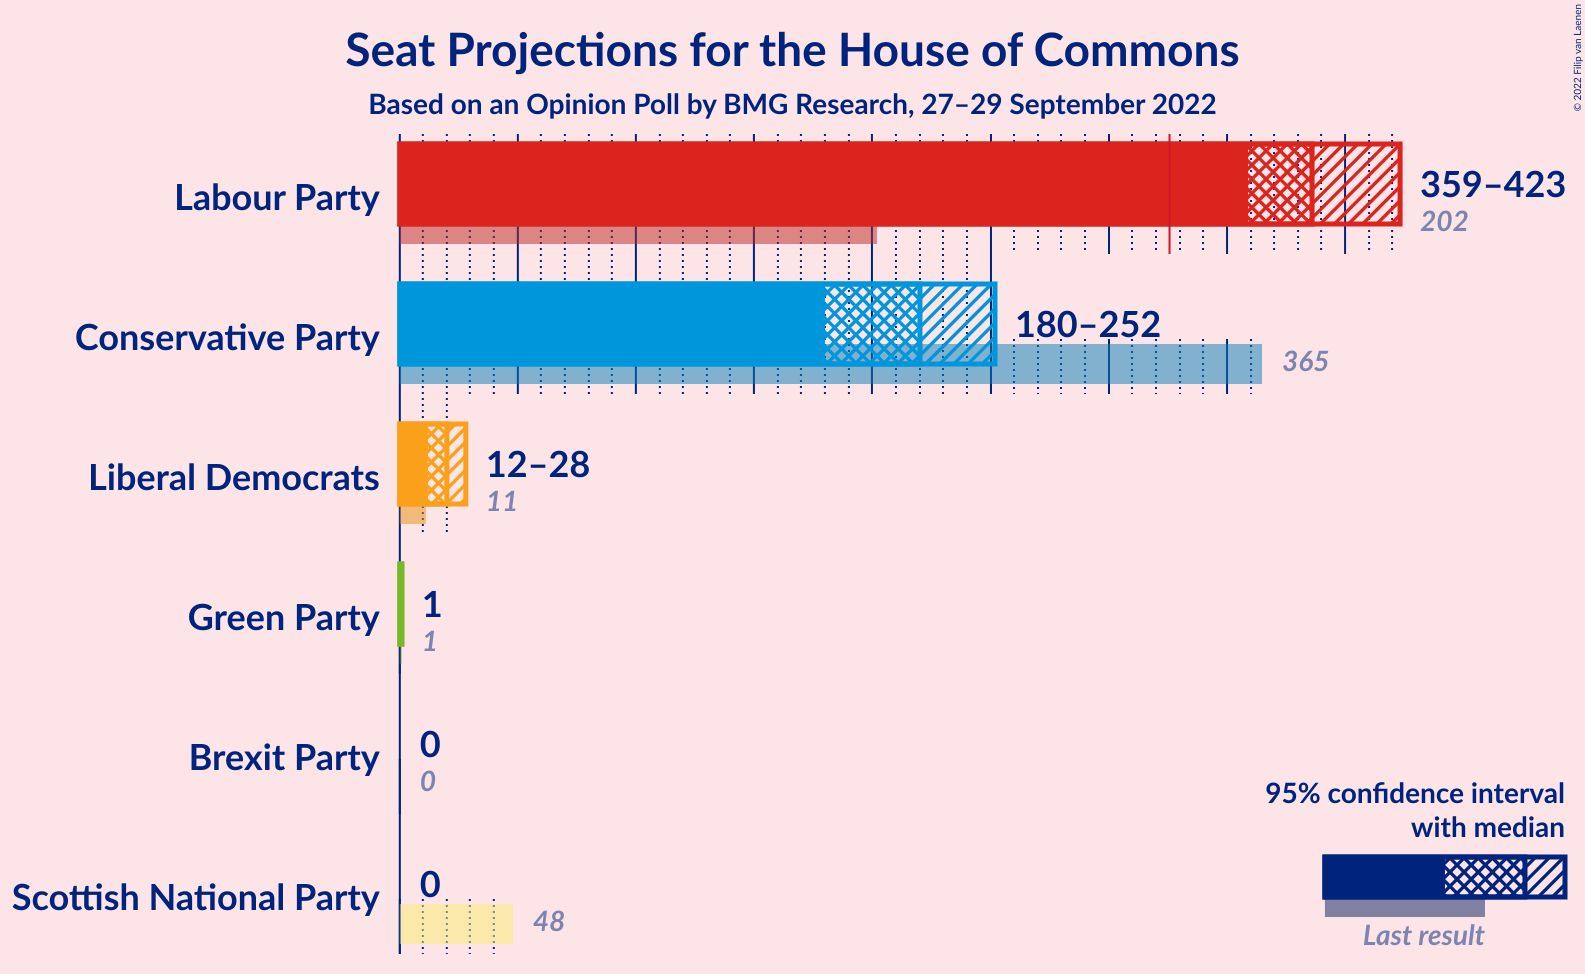 Seat Projections for the House of Commons
Based on an Opinion Poll by BMG Research, 27–29 September 2022
© 2022 Filip van Laenen
Labour Party
359–423
202
Conservative Party
180–252
365
Liberal Democrats
12–28
11
Green Party
1
1
Brexit Party
0
0
Scottish National Party
0
48
95% confidence interval
with median
Last result